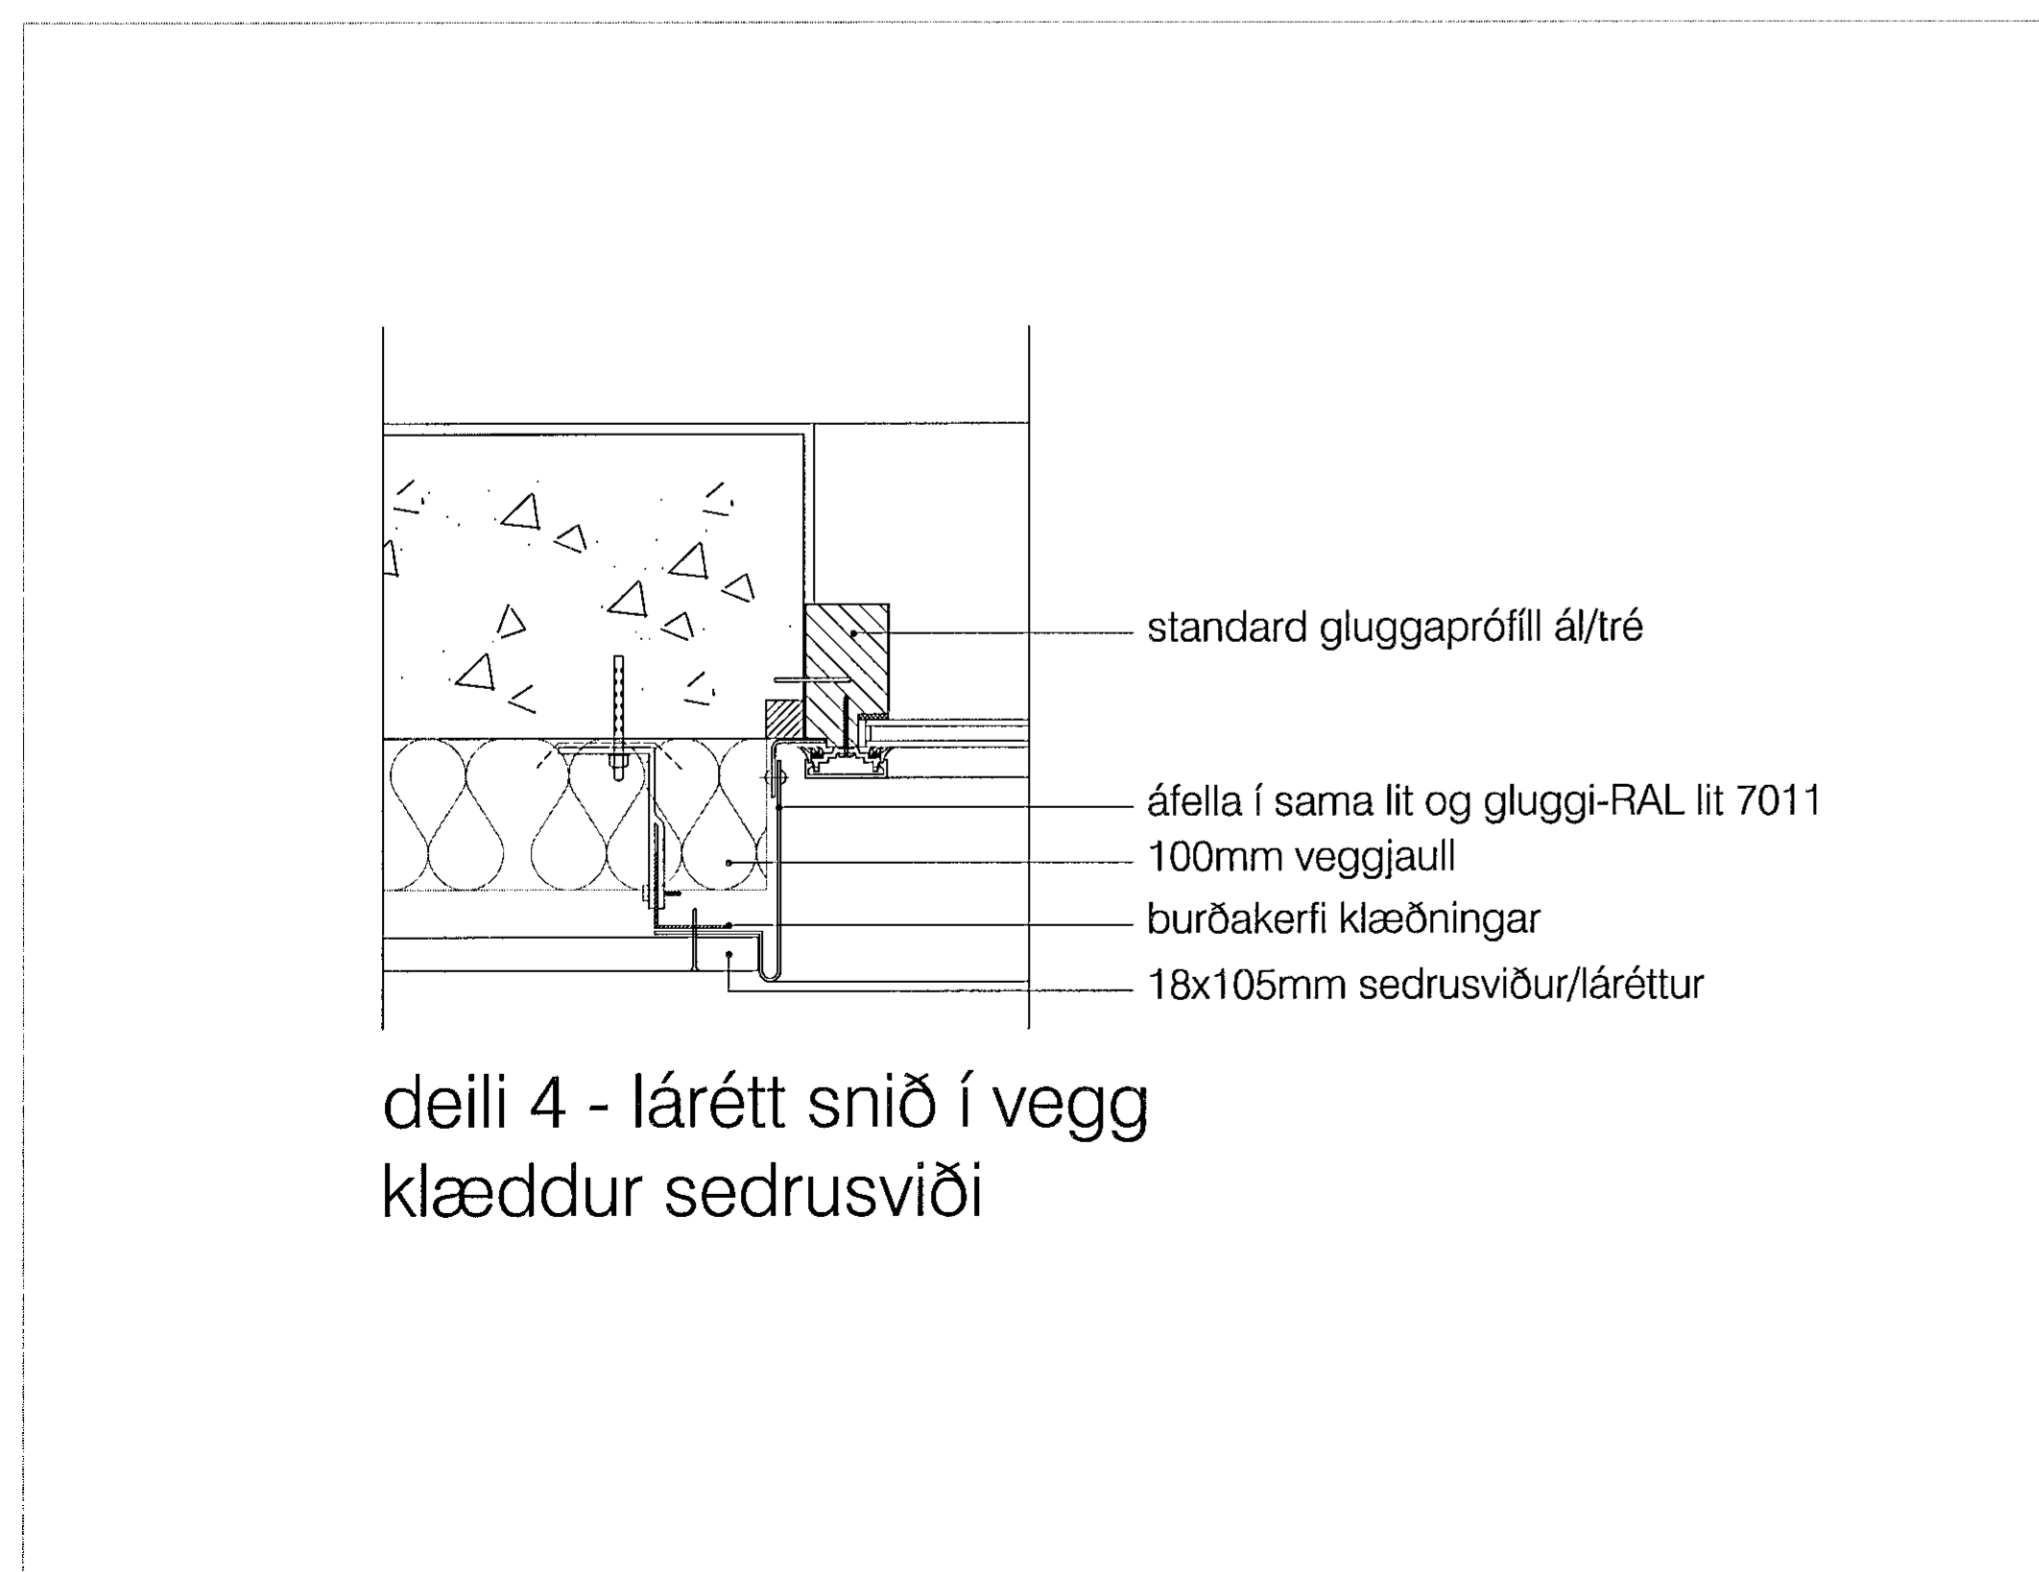 standard gluggaprófíll ál/tré
áfella í sama lit og gluggi-RAL lit 7011
100mm veggjaull
burðakerfi klæðningar
18x105mm sedrusviður/láréttur
deili 4 - lárétt snið í vegg
klæddur sedrusviði